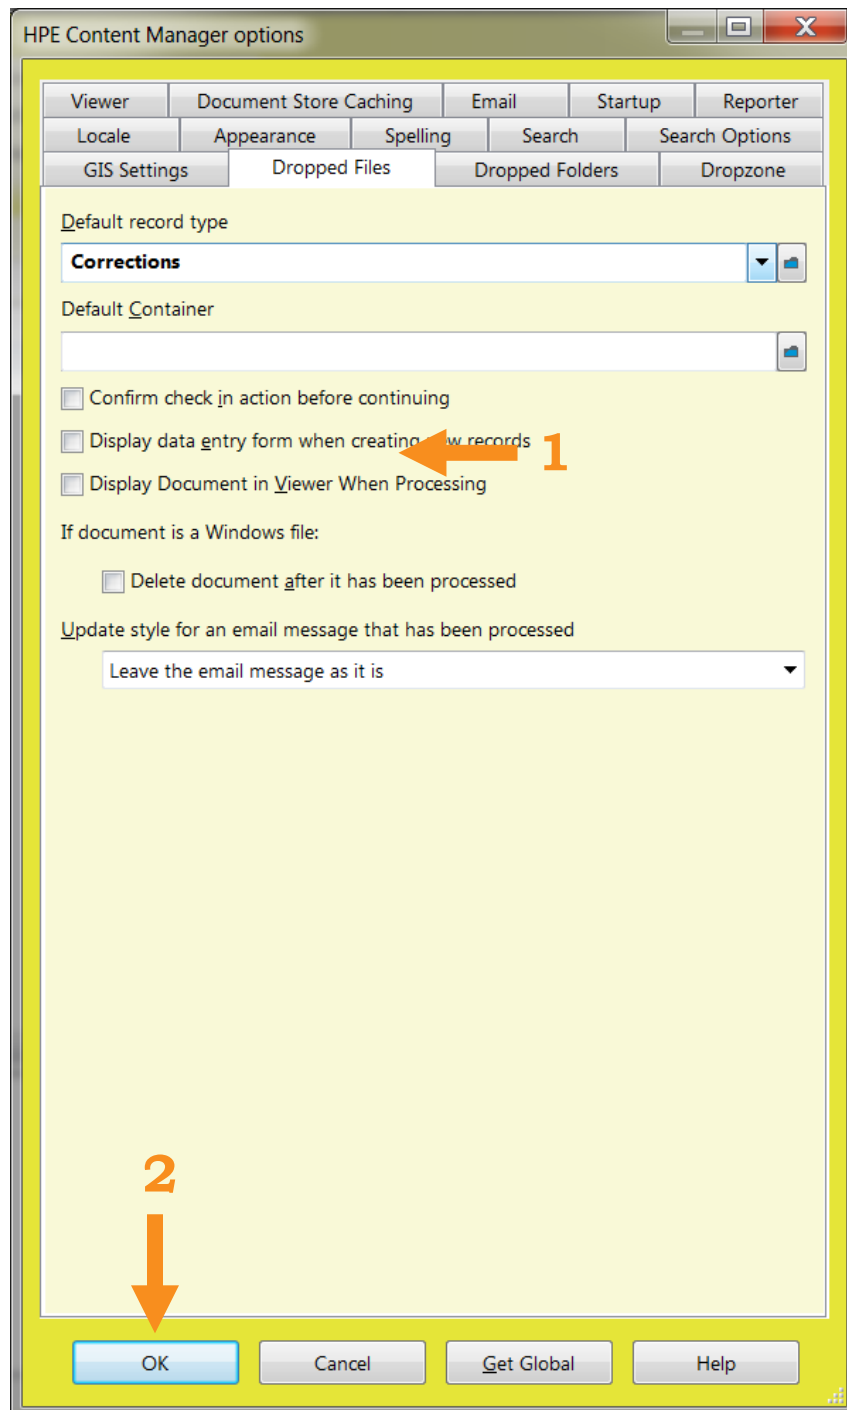 HPE Content Manager options
Viewer Document Store Caching Email Startup Reporter
Locale Appearance Spelling Search Search Options
GIS Settings Dropped Files Dropped Folders Dropzone
Default record type
Corrections
Default Container
Confirm check in action before continuing
Display data entry form when creating new records 1
Display Document in Viewer When Processing
If document is a Windows file:
Delete document after it has been processed
Update style for an email message that has been processed
Leave the email message as it is
2
OK Cancel Get Global Help